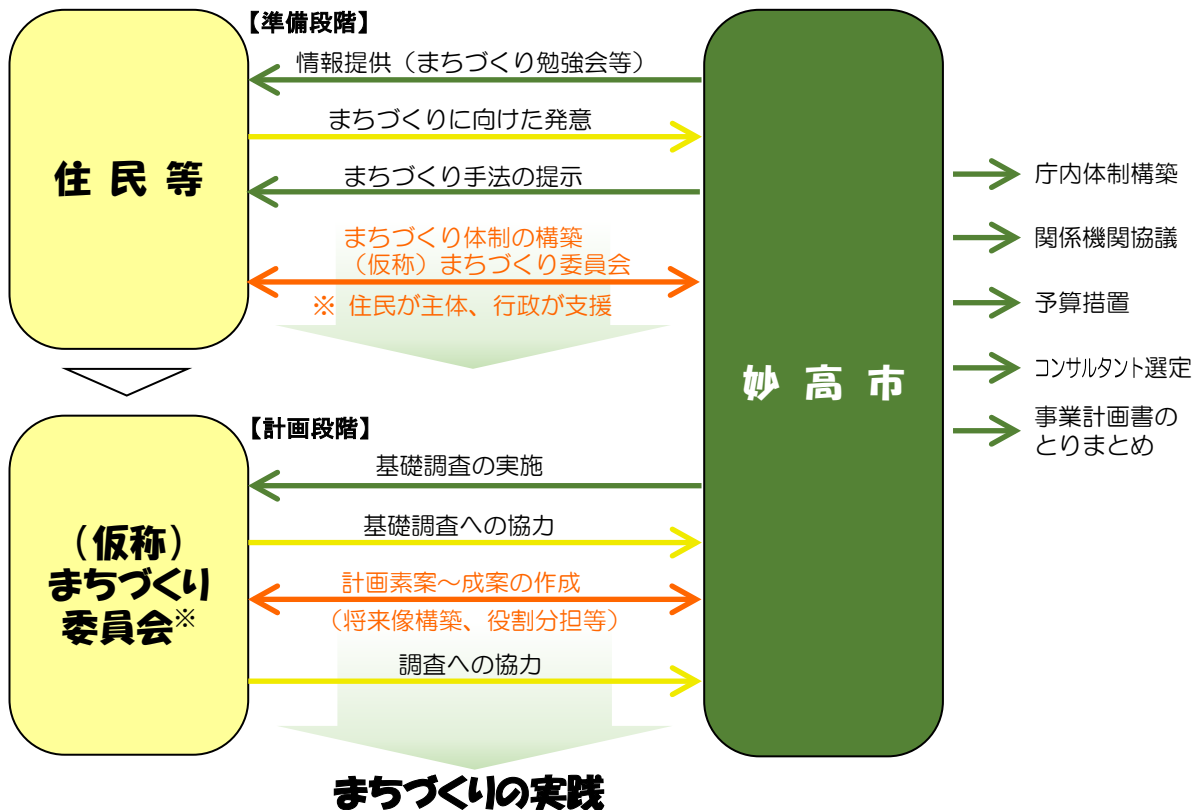 【準備段階】
情報提供（まちづくり勉強会等）
まちづくりに向けた発意
まちづくり手法の提示
まちづくり体制の構築
（仮称）まちづくり委員会
※ 住民が主体、行政が支援
住 民 等
【計画段階】
基礎調査の実施
基礎調査への協力
計画素案～成案の作成
（将来像構築、役割分担等）
調査への協力
（仮称）
まちづくり
委員会※
まちづくりの実践
妙 高 市
庁内体制構築
関係機関協議
予算措置
ｺﾝｻﾙﾀﾝﾄ選定
事業計画書の
とりまとめ